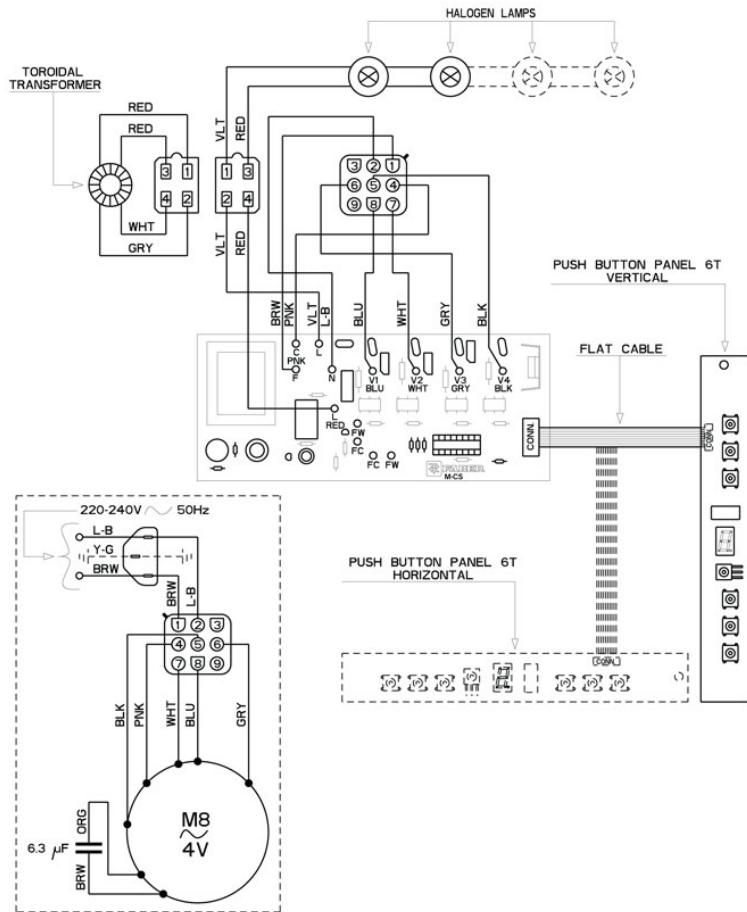 HALOGEN LAMPS
TOROIDAL
TRANSFORMER
RED
RED
VLT
RED
3 1
4 2
1 3
2 4
WHT
GRY
VLT
RED
3 2 1
6 5 4
9 8 7
BRW
PNK
VLT
L-B
BLU
WHT
GRY
BLK
PUSH BUTTON PANEL 6T
VERTICAL
FLAT CABLE
C
PNK
F
L
N
L
RED
V1
BLU
V2
WHT
V3
GRY
V4
BLK
FW
FC
FC FW
CONN.
FABER
M-CS
CONN.
220-240V ~ 50Hz
L-B
Y-G
BRW
BRW
L-B
1 2 3
4 5 6
7 8 9
BLK
PNK
WHT
BLU
GRY
M8
~
4V
6.3 µF
ORG
BRW
PUSH BUTTON PANEL 6T
HORIZONTAL
CONN.